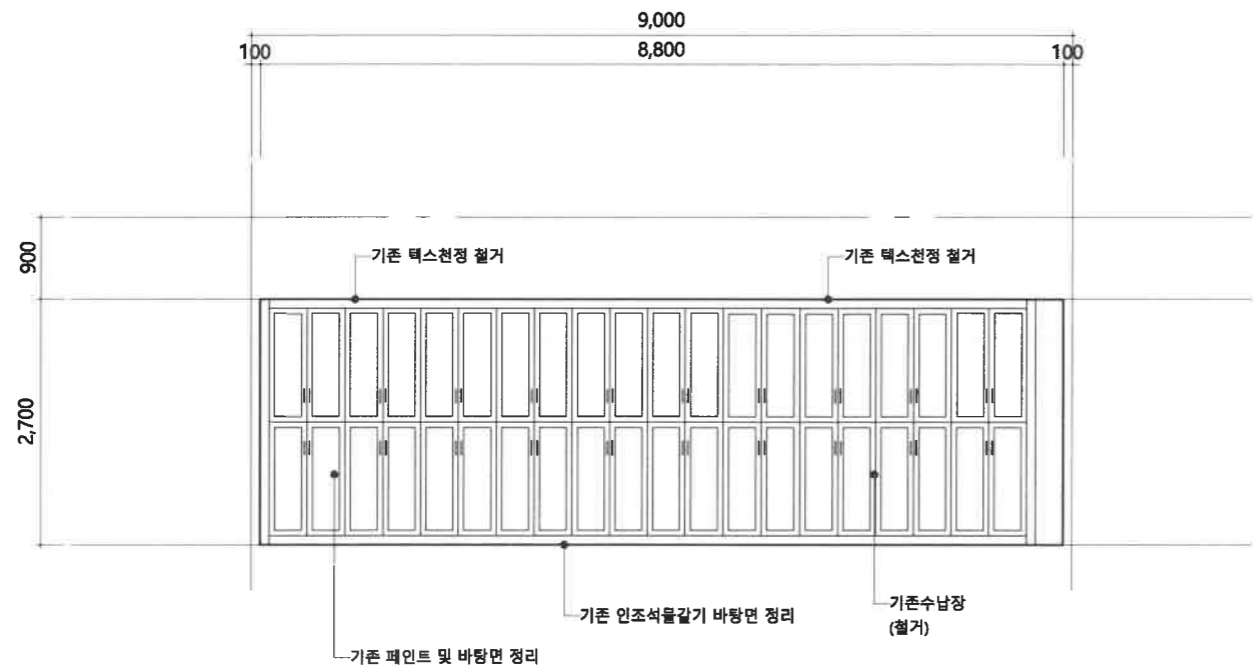 9,000
100
8,800
100
900
기존 텍스천정 철거
기존 텍스천정 철거
2,700
기존수납장
(철거)
기존 인조석물갈기 바탕면 정리
기존 페인트 및 바탕면 정리